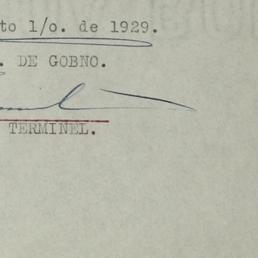 to 1/o. de 1929.
. DE GOBNO.
TERMINEL.